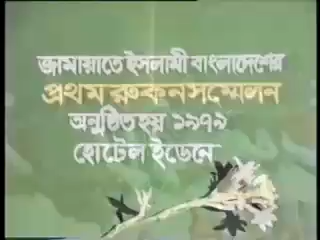 জামায়াতে ইসলামী বাংলাদেশের
প্রথম রুকন সম্মেলন
অনুষ্ঠিত হয় ১৯৭৯
হোটেল ইডেনে